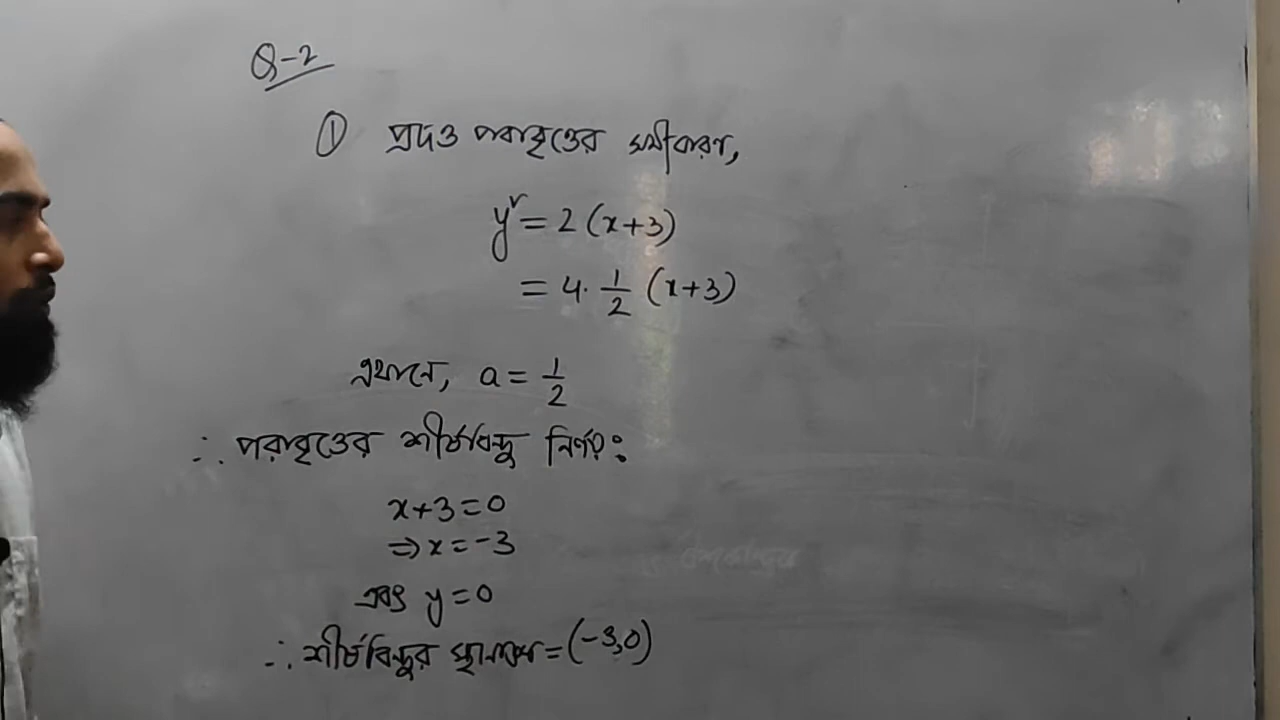 Q-2
① প্রদত্ত পরাবৃত্তের সমীকরণ,
y² = 2 (x+3)
= 4. 1/2 (x+3)
এখানে, a = 1/2
∴ পরাবৃত্তের শীর্ষবিন্দু নির্ণয়ঃ
x+3=0
⇒ x = -3
এবং y = 0
∴ শীর্ষবিন্দুর স্থানাঙ্ক = (-3,0)